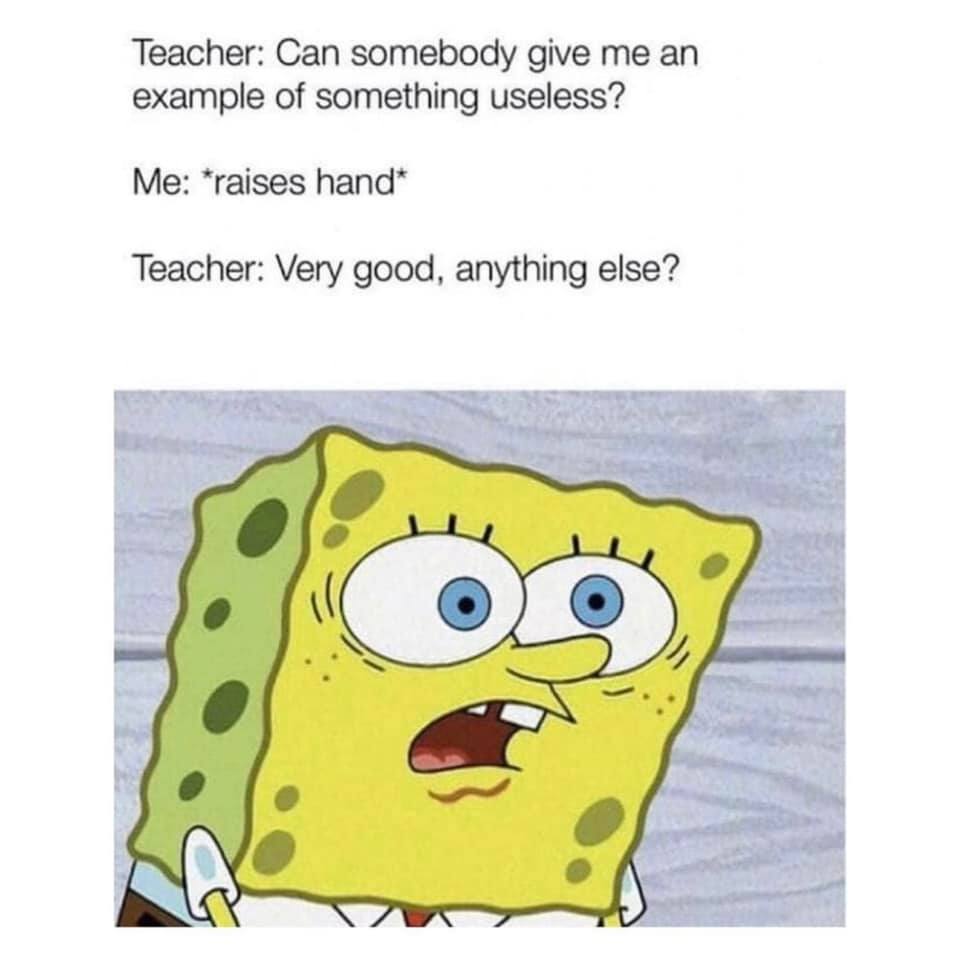 Teacher: Can somebody give me an
example of something useless?
Me: *raises hand*
Teacher: Very good, anything else?